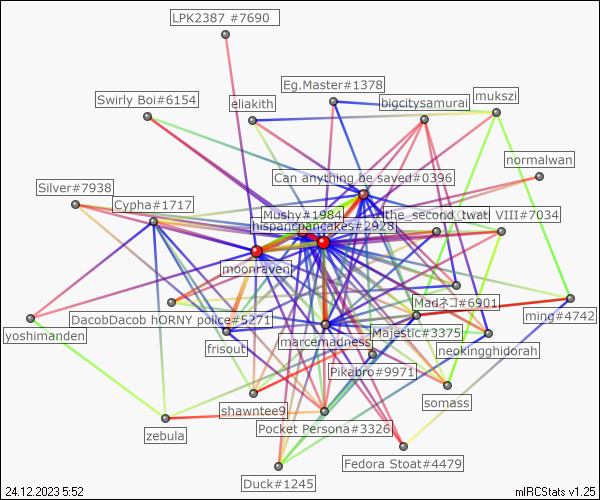 LPK2387 #7690
Eg.Master#1378
Swirly Boi#6154
eliakith
bigcitysamurai
mukszi
normalwan
Can anything be saved#0396
Silver#7938
Cypha#1717
Mushy#1984
the_second_twat
VIII#7034
hispancpancakes#2928
moonraven
Madネコ#6901
ming#4742
DacobDacob hORNY police#5271
Majestic#3375
yoshimanden
frisout
marcemadness
neokingghidorah
Pikabro#9971
somass
shawntee9
zebula
Pocket Persona#3326
Fedora Stoat#4479
Duck#1245
24.12.2023 5:52
mIRCStats v1.25